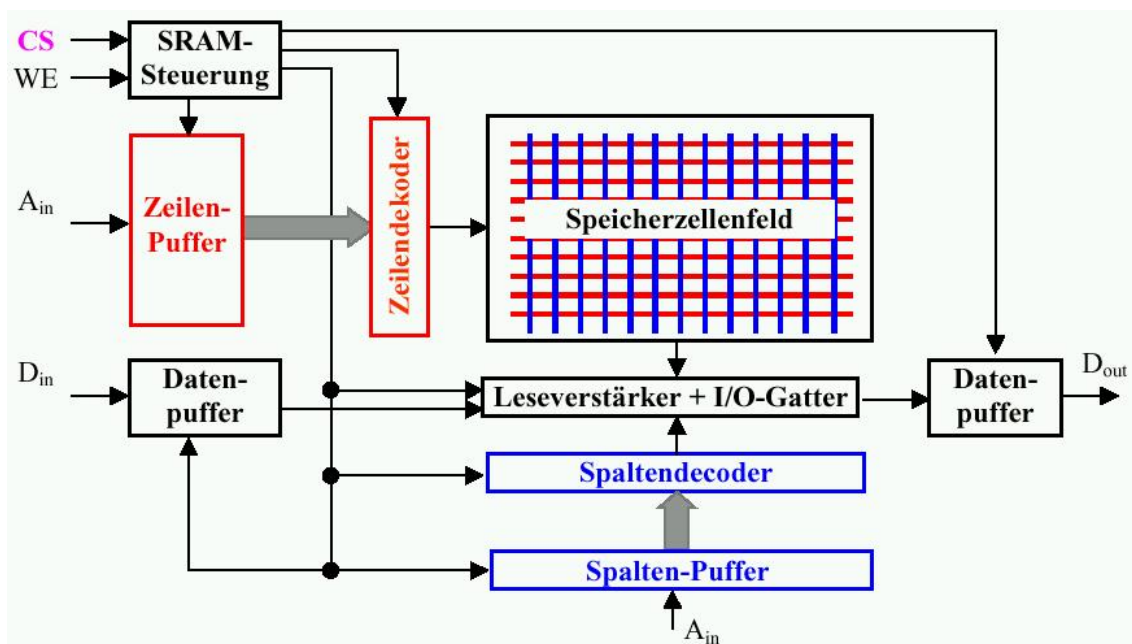 CS
WE
SRAM-
Steuerung
A_in
Zeilen-
Puffer
Zeilendekoder
Speicherzellenfeld
D_in
Daten-
puffer
Leseverstärker + I/O-Gatter
Daten-
puffer
D_out
Spaltendecoder
Spalten-Puffer
A_in